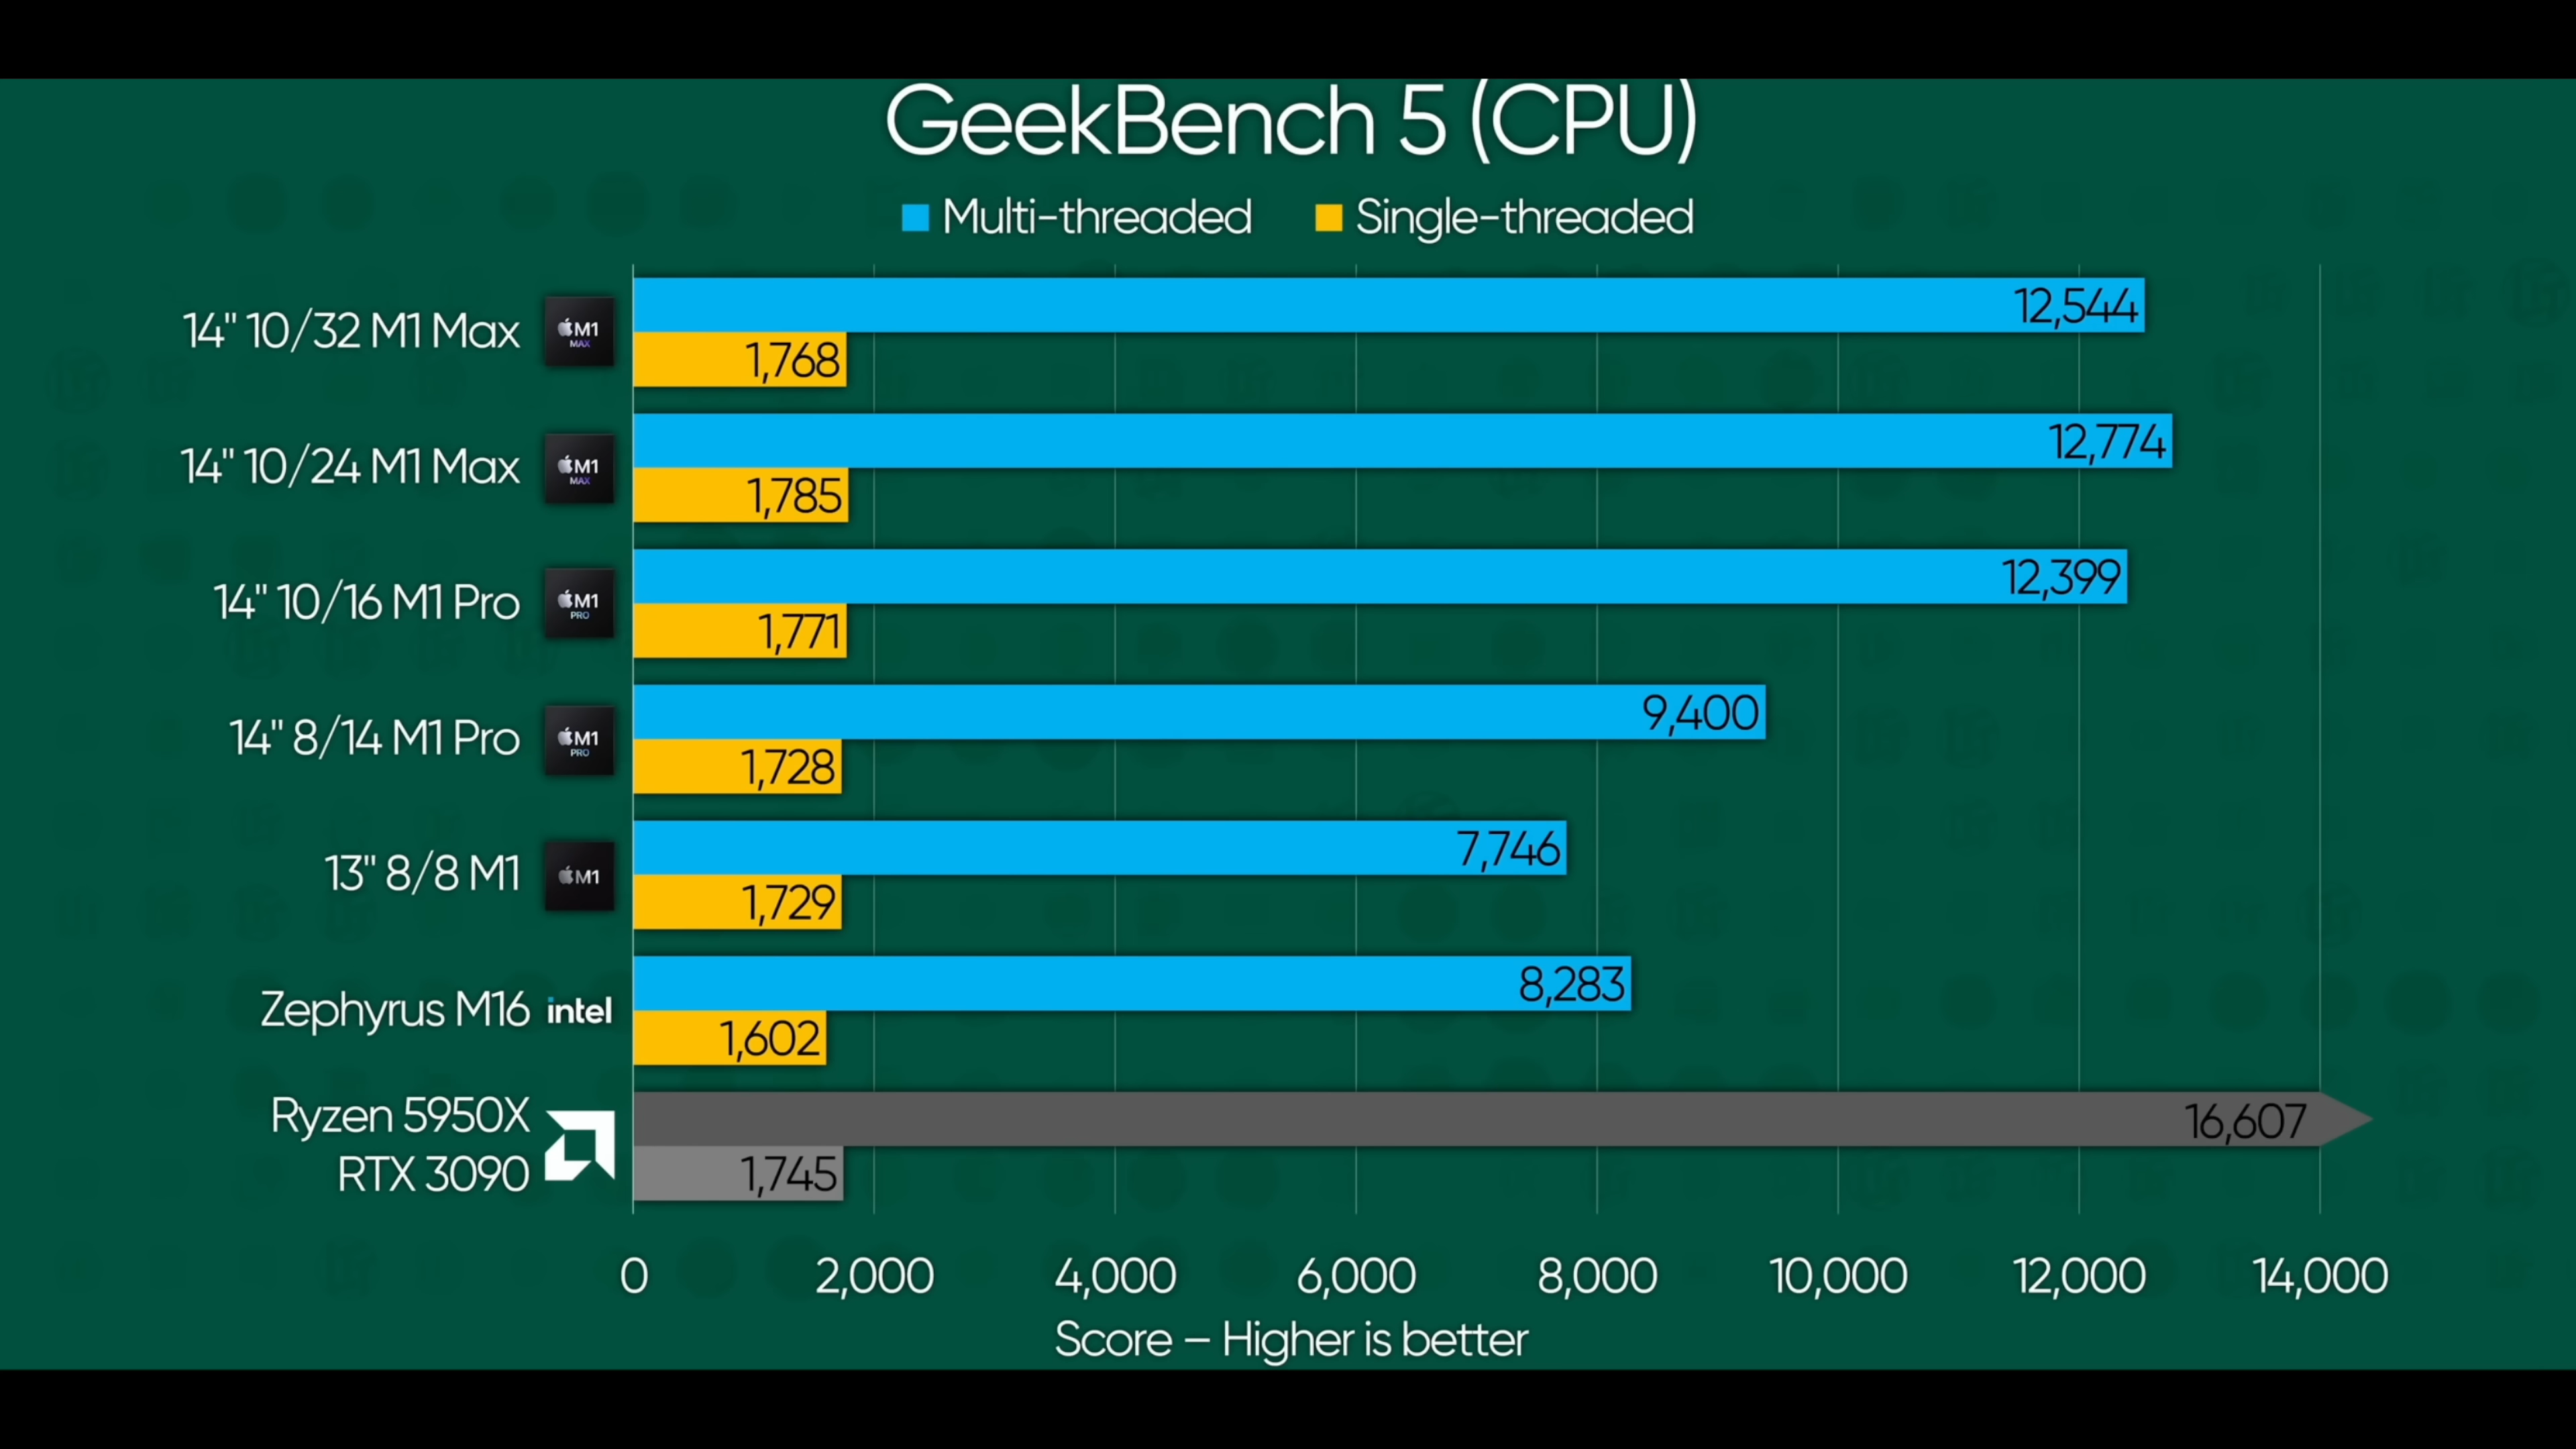 GeekBench 5 (CPU)
Multi-threaded Single-threaded
14" 10/32 M1 Max M1 MAX 12,544
1,768
14" 10/24 M1 Max M1 MAX 12,774
1,785
14" 10/16 M1 Pro M1 PRO 12,399
1,771
14" 8/14 M1 Pro M1 PRO 9,400
1,728
13" 8/8 M1 M1 7,746
1,729
Zephyrus M16 intel 8,283
1,602
Ryzen 5950X 16,607
RTX 3090 1,745
0 2,000 4,000 6,000 8,000 10,000 12,000 14,000
Score – Higher is better